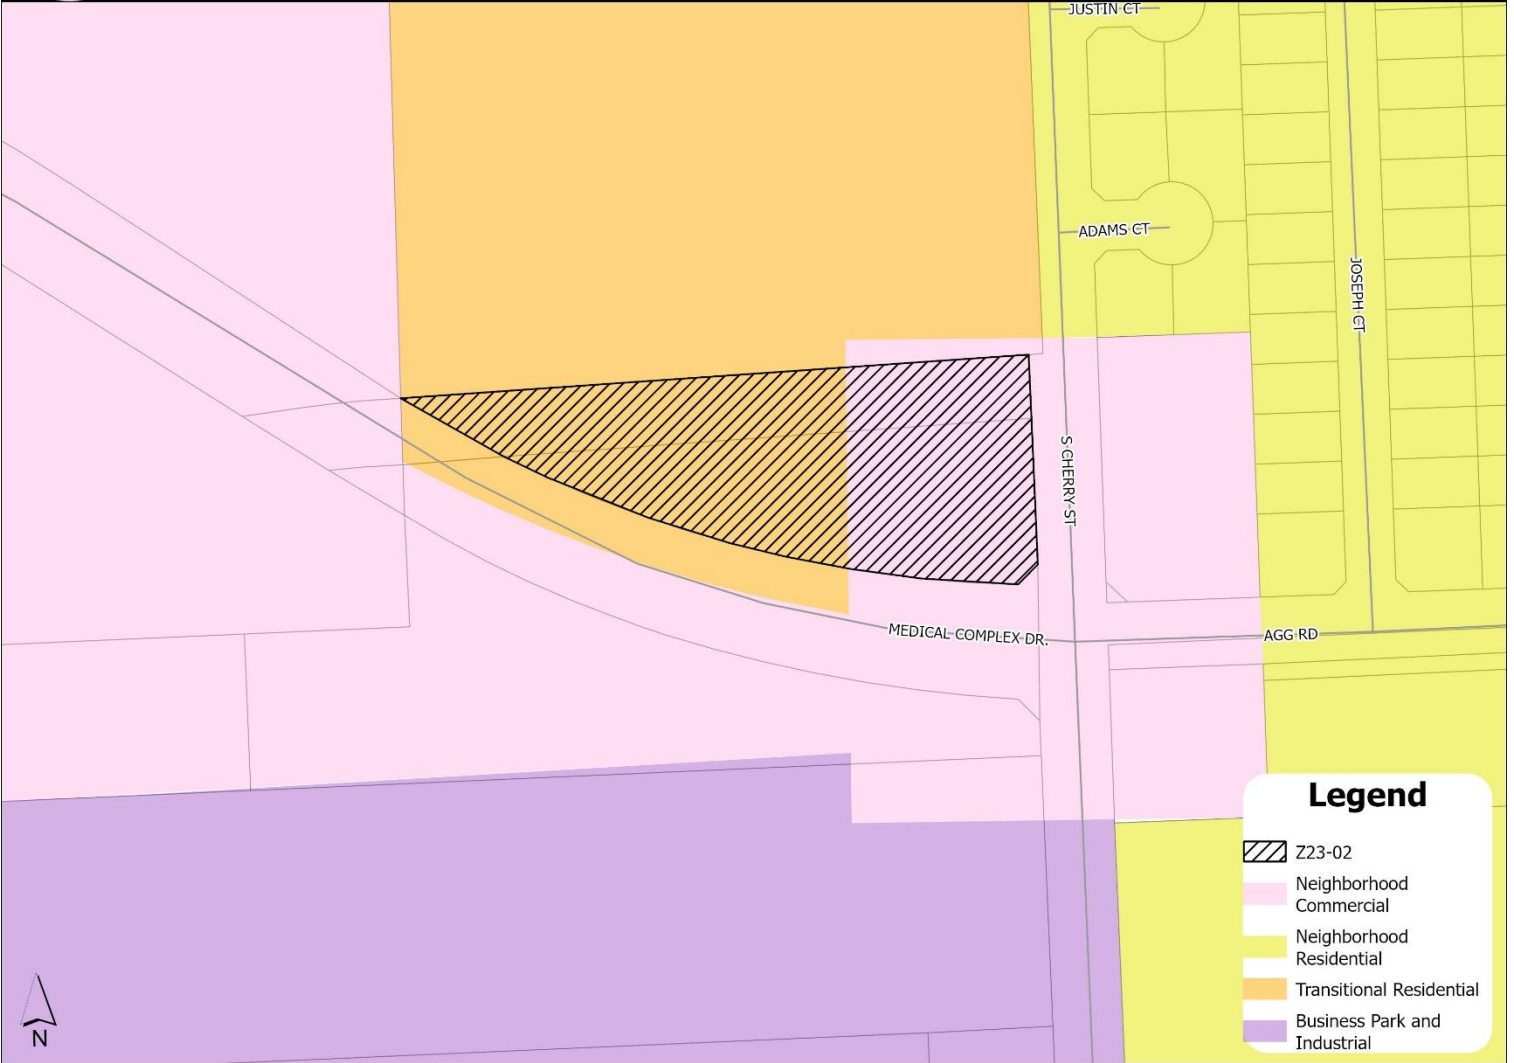 JUSTIN CT
ADAMS CT
JOSEPH CT
S CHERRY ST
MEDICAL COMPLEX DR.
AGG RD
Legend
Z23-02
Neighborhood
Commercial
Neighborhood
Residential
Transitional Residential
Business Park and
Industrial
N